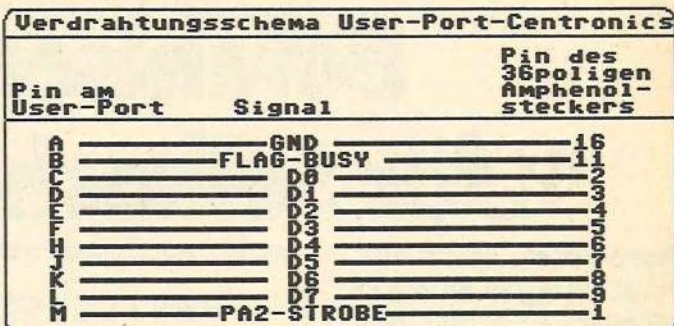 Verdrahtungsschema User-Port-Centronics
Pin am
User-Port
Signal
Pin des
36poligen
Amphenol-
steckers
A GND 16
B FLAG-BUSY 11
C D0 2
D D1 3
E D2 4
F D3 5
H D4 6
J D5 7
K D6 8
L D7 9
M PA2-STROBE 1